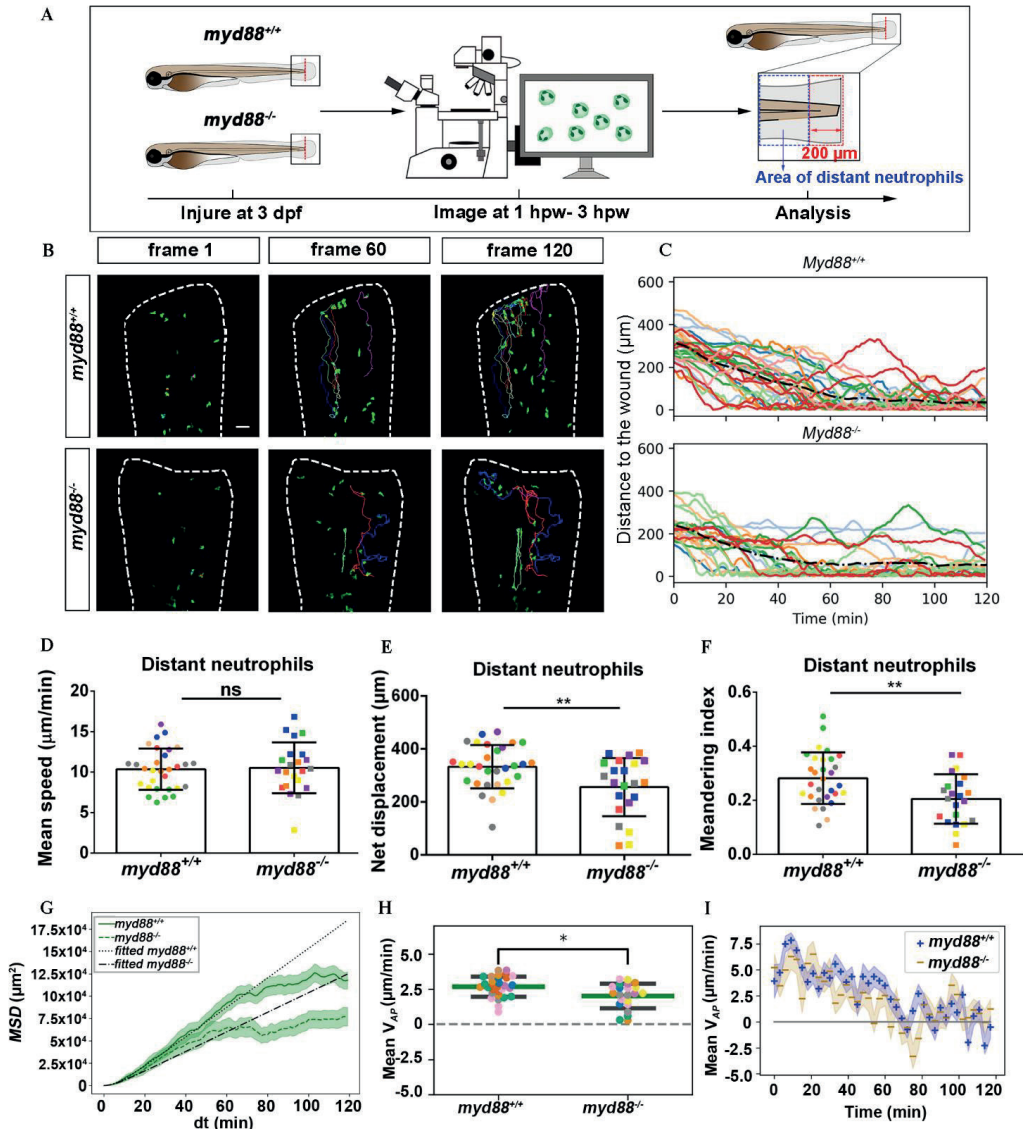 A
myd88+/+
myd88-/-
200 µm
Area of distant neutrophils
Injure at 3 dpf
Image at 1 hpw- 3 hpw
Analysis
B
frame 1
frame 60
frame 120
myd88+/+
myd88-/-
C
Myd88+/+
Distance to the wound (µm)
600
400
200
0
Myd88-/-
600
400
200
0
0
20
40
60
80
100
120
Time (min)
D
Distant neutrophils
ns
Mean speed (µm/min)
20
15
10
5
0
myd88+/+
myd88-/-
E
Distant neutrophils
**
Net displacement (µm)
600
400
200
0
myd88+/+
myd88-/-
F
Distant neutrophils
**
Meandering index
0.6
0.4
0.2
0.0
myd88+/+
myd88-/-
G
myd88+/+
myd88-/-
fitted myd88+/+
fitted myd88-/-
MSD (µm²)
17.5x10⁴
15x10⁴
12.5x10⁴
10x10⁴
7.5x10⁴
5x10⁴
2.5x10⁴
0
0 20 40 60 80 100 120
dt (min)
H
*
Mean VAP (µm/min)
7.5
5.0
2.5
0
-2.5
-5.0
myd88+/+
myd88-/-
I
myd88+/+
myd88-/-
Mean VAP (µm/min)
7.5
5.0
2.5
0
-2.5
-5.0
0 20 40 60 80 100 120
Time (min)